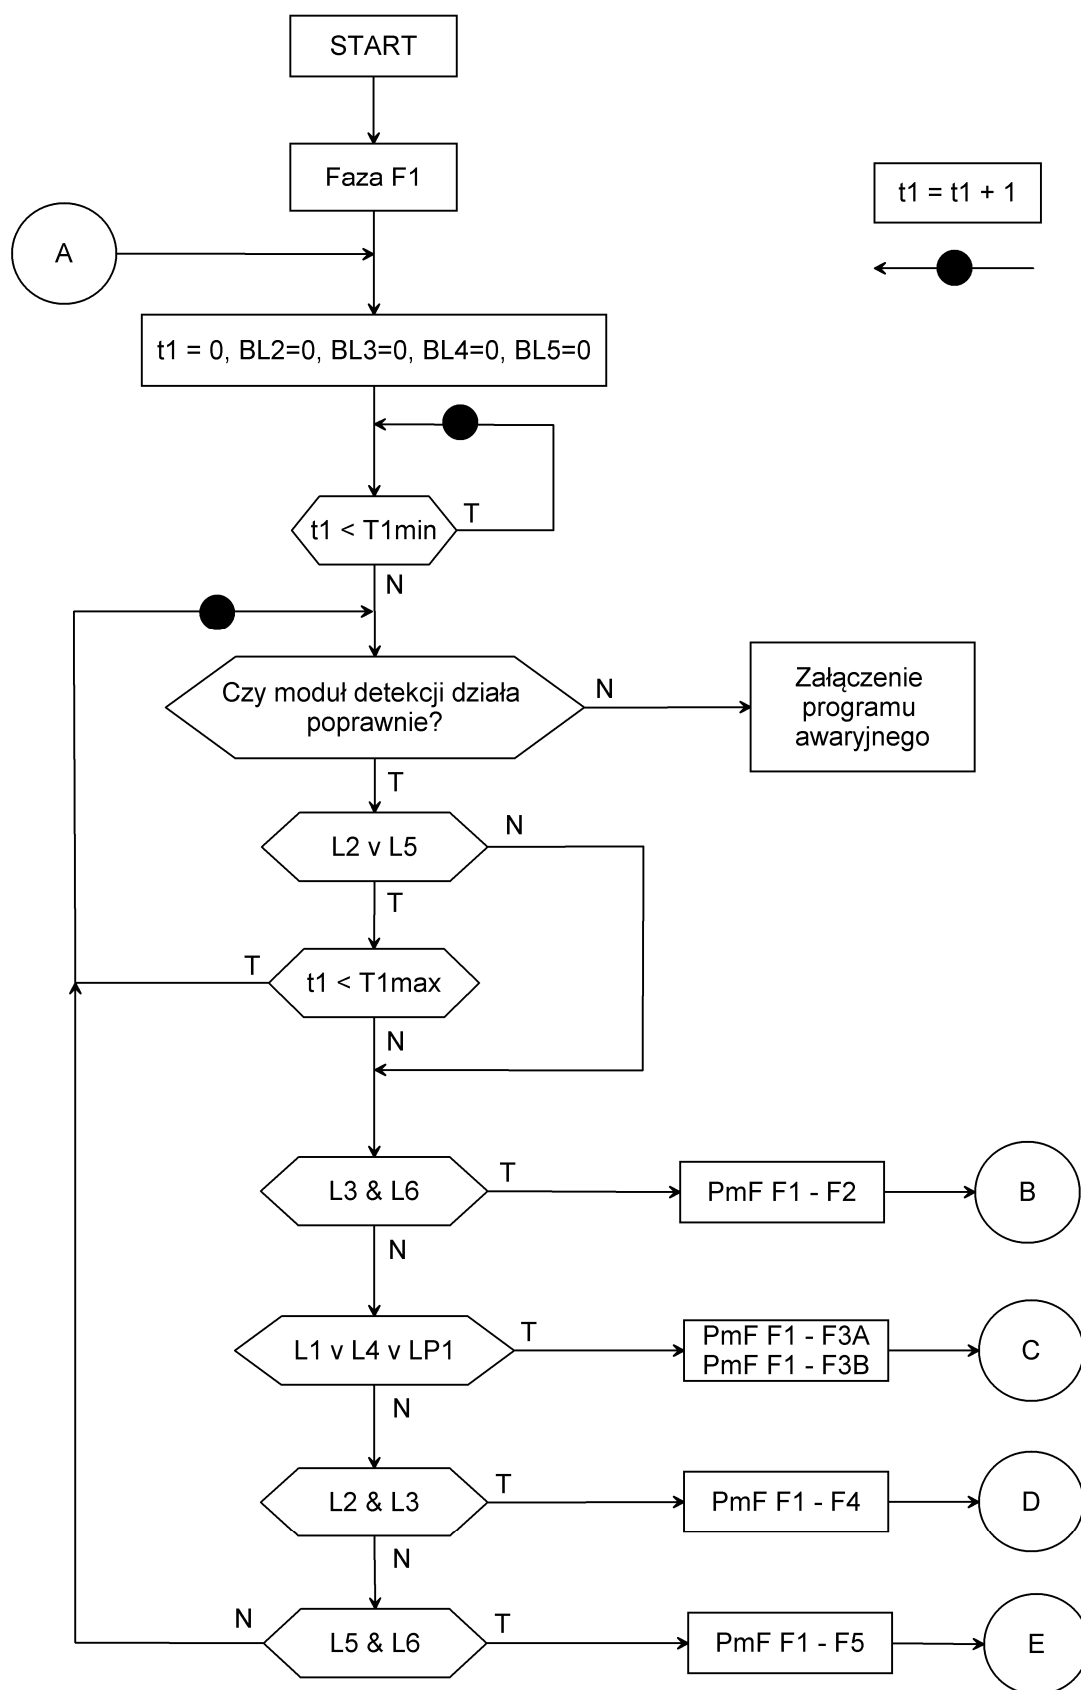 START
Faza F1
t1 = t1 + 1
A
t1 = 0, BL2=0, BL3=0, BL4=0, BL5=0
t1 < T1min
T
N
Czy moduł detekcji działa
poprawnie?
N
Załączenie
programu
awaryjnego
T
L2 v L5
N
T
t1 < T1max
T
N
L3 & L6
T
PmF F1 - F2
B
N
L1 v L4 v LP1
T
PmF F1 - F3A
PmF F1 - F3B
C
N
L2 & L3
T
PmF F1 - F4
D
N
N
L5 & L6
T
PmF F1 - F5
E